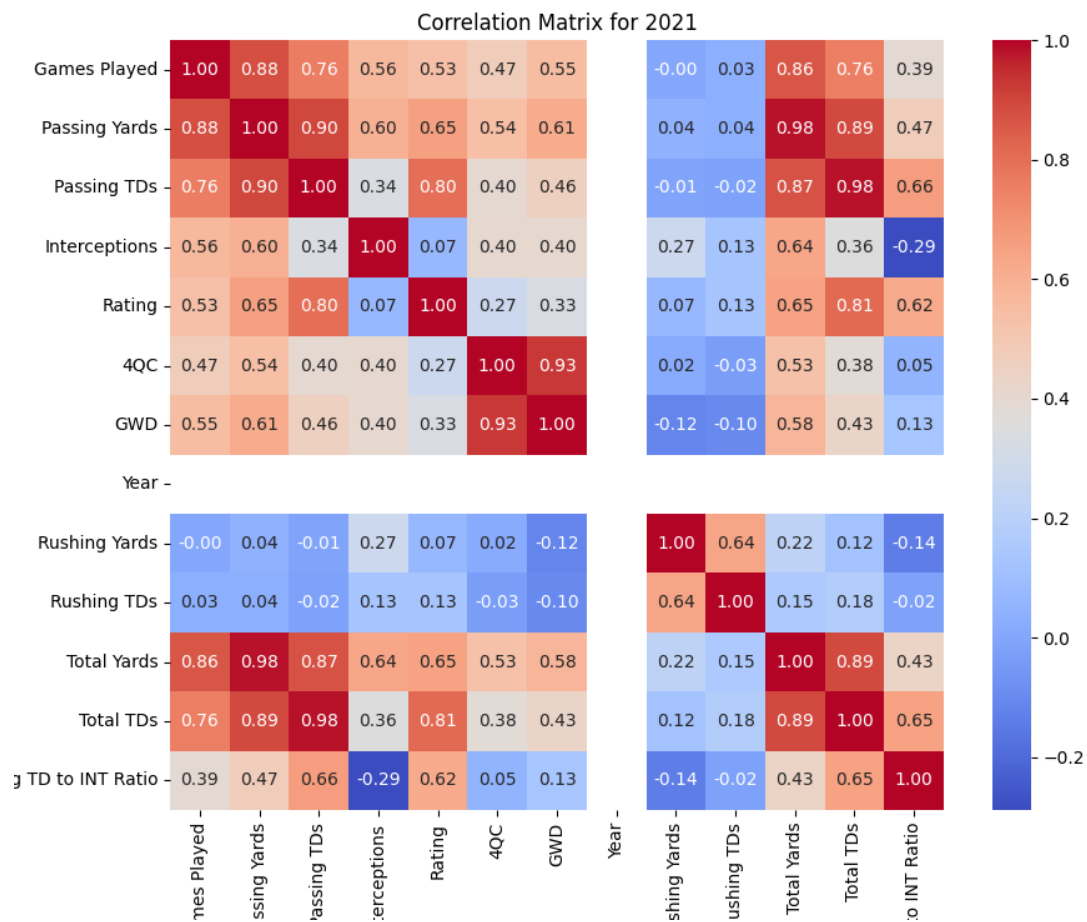 Correlation Matrix for 2021
Games Played 1.00 0.88 0.76 0.56 0.53 0.47 0.55 -0.00 0.03 0.86 0.76 0.39
Passing Yards 0.88 1.00 0.90 0.60 0.65 0.54 0.61 0.04 0.04 0.98 0.89 0.47
Passing TDs 0.76 0.90 1.00 0.34 0.80 0.40 0.46 -0.01 -0.02 0.87 0.98 0.66
Interceptions 0.56 0.60 0.34 1.00 0.07 0.40 0.40 0.27 0.13 0.64 0.36 -0.29
Rating 0.53 0.65 0.80 0.07 1.00 0.27 0.33 0.07 0.13 0.65 0.81 0.62
4QC 0.47 0.54 0.40 0.40 0.27 1.00 0.93 0.02 -0.03 0.53 0.38 0.05
GWD 0.55 0.61 0.46 0.40 0.33 0.93 1.00 -0.12 -0.10 0.58 0.43 0.13
Year
Rushing Yards -0.00 0.04 -0.01 0.27 0.07 0.02 -0.12 1.00 0.64 0.22 0.12 -0.14
Rushing TDs 0.03 0.04 -0.02 0.13 0.13 -0.03 -0.10 0.64 1.00 0.15 0.18 -0.02
Total Yards 0.86 0.98 0.87 0.64 0.65 0.53 0.58 0.22 0.15 1.00 0.89 0.43
Total TDs 0.76 0.89 0.98 0.36 0.81 0.38 0.43 0.12 0.18 0.89 1.00 0.65
g TD to INT Ratio 0.39 0.47 0.66 -0.29 0.62 0.05 0.13 -0.14 -0.02 0.43 0.65 1.00
mes Played
ssing Yards
Passing TDs
terceptions
Rating
4QC
GWD
Year
shing Yards
ushing TDs
Total Yards
Total TDs
to INT Ratio
1.0
0.8
0.6
0.4
0.2
0.0
−0.2